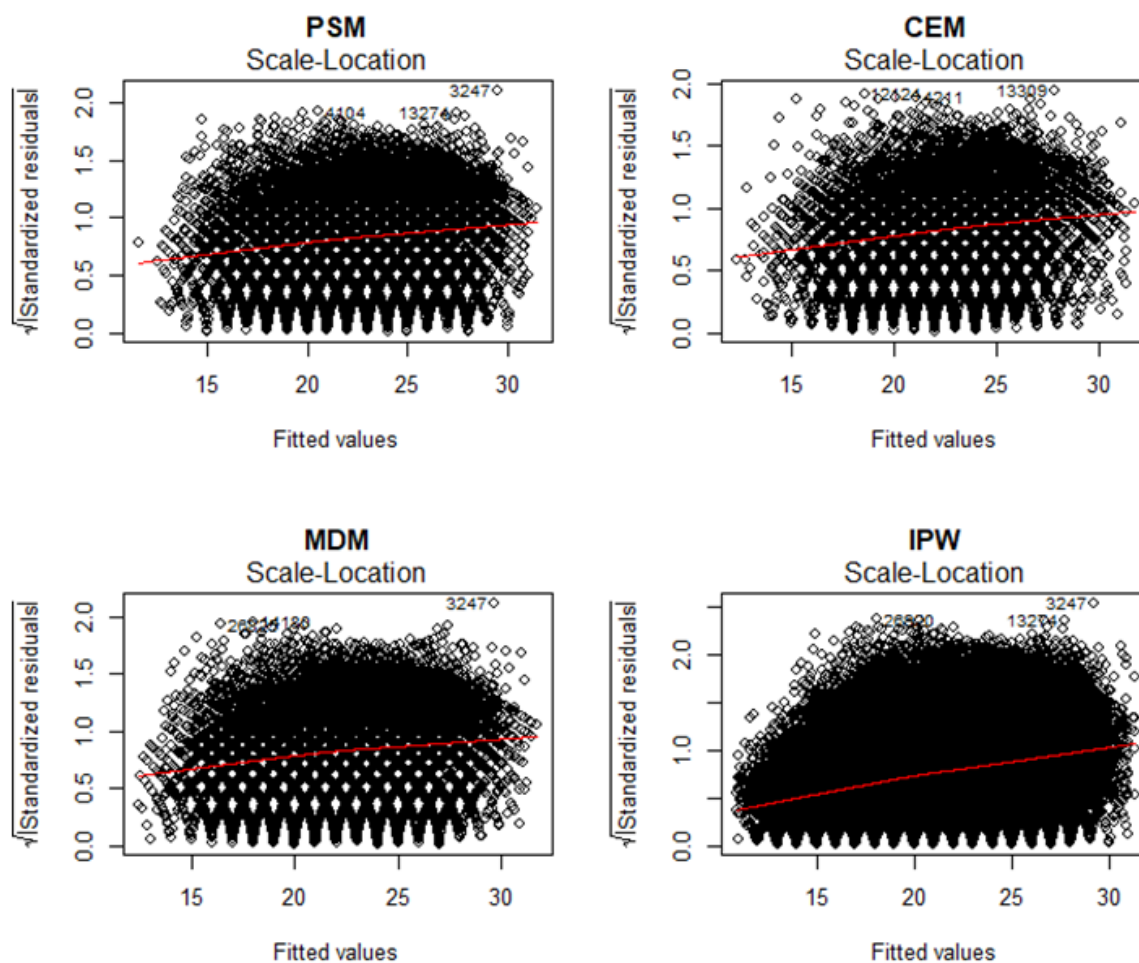 PSM
Scale-Location
√|Standardized residuals|
0.0 0.5 1.0 1.5 2.0
3247
4104
13274
15 20 25 30
Fitted values
CEM
Scale-Location
√|Standardized residuals|
0.0 0.5 1.0 1.5 2.0
13309
12124
15 20 25 30
Fitted values
MDM
Scale-Location
√|Standardized residuals|
0.0 0.5 1.0 1.5 2.0
3247
14188
15 20 25 30
Fitted values
IPW
Scale-Location
√|Standardized residuals|
0.0 1.0 2.0
3247
26820
13274
15 20 25 30
Fitted values